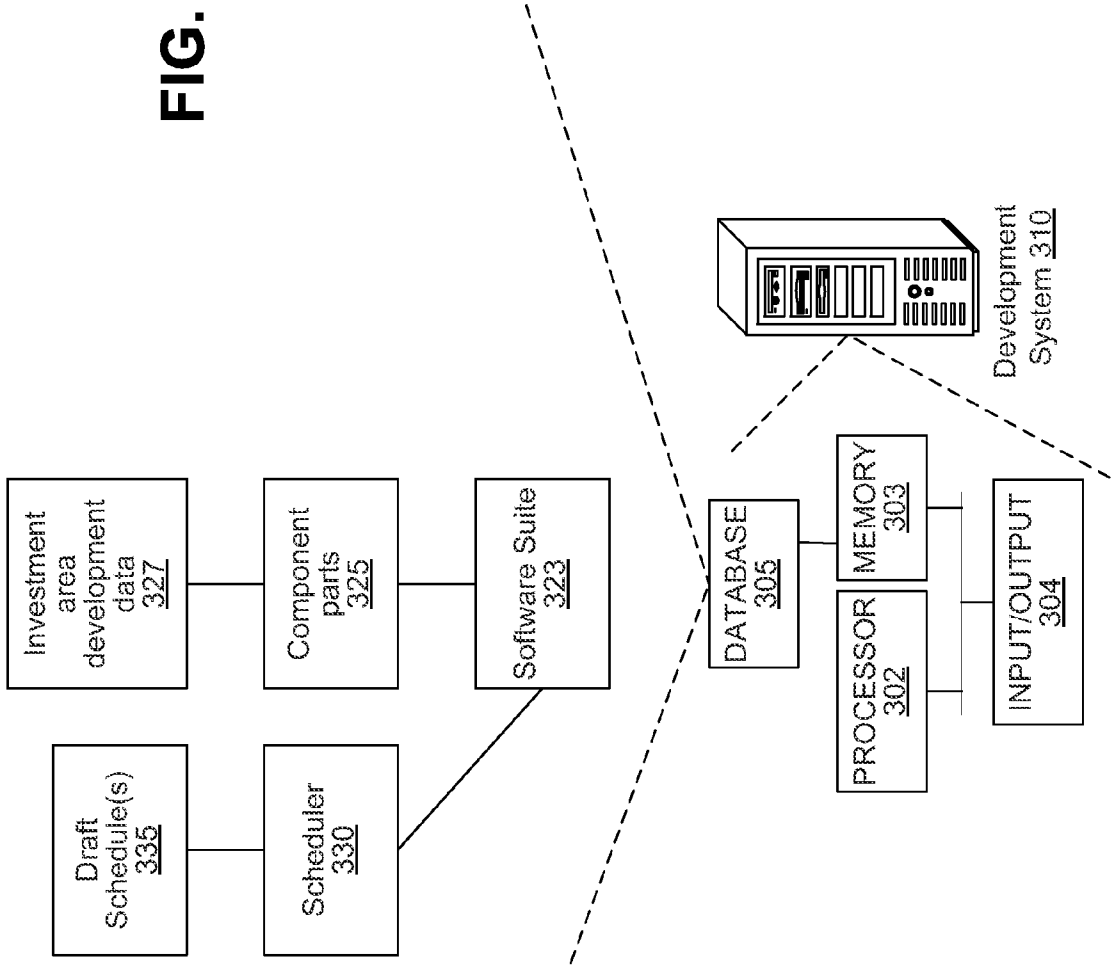 FIG.
Draft
Schedule(s)
335
Investment
area
development
data
327
Scheduler
330
Component
parts
325
Software Suite
323
DATABASE
305
PROCESSOR
302
MEMORY
303
INPUT/OUTPUT
304
Development
System 310